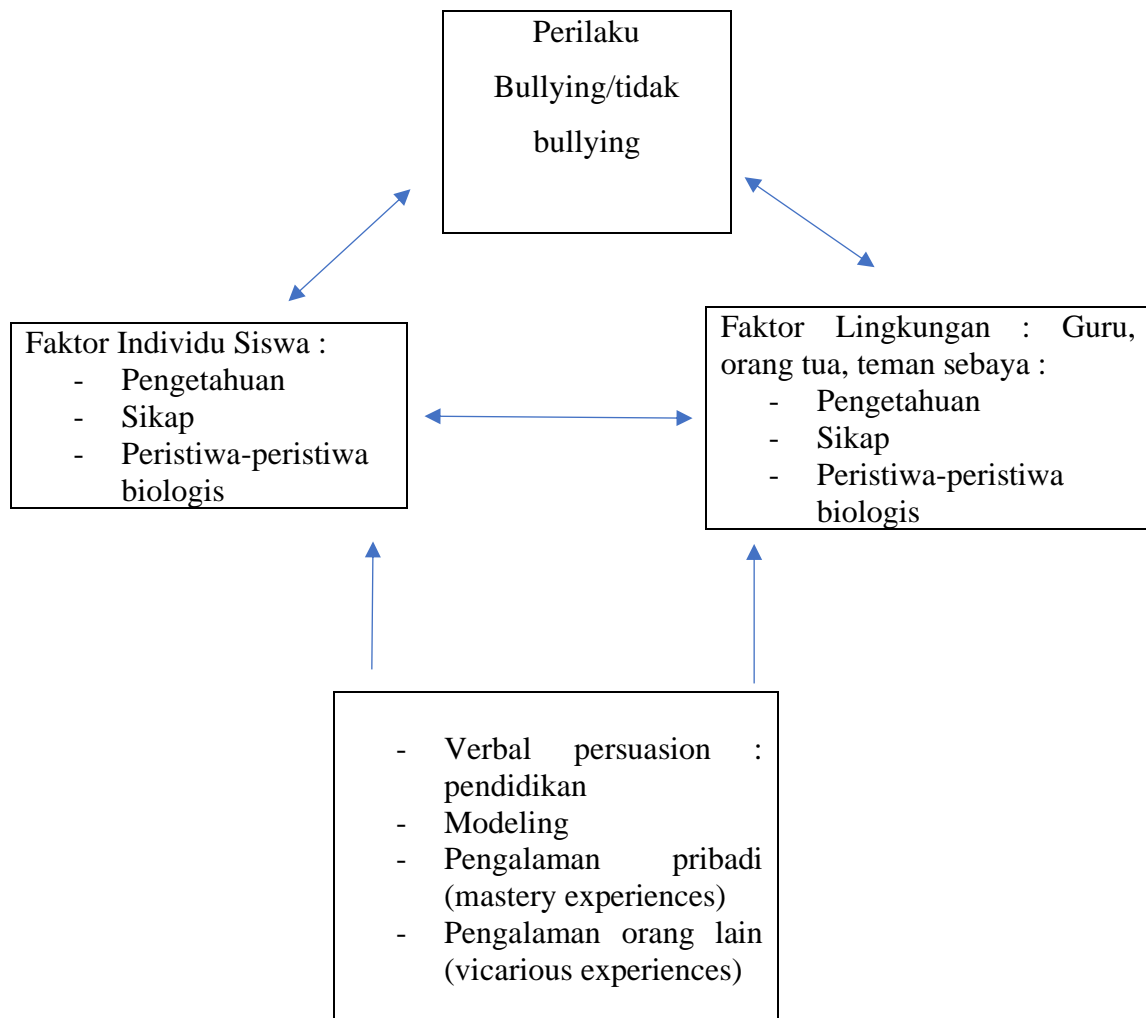 Perilaku
Bullying/tidak
bullying
Faktor Individu Siswa :
- Pengetahuan
- Sikap
- Peristiwa-peristiwa
biologis
Faktor Lingkungan : Guru,
orang tua, teman sebaya :
- Pengetahuan
- Sikap
- Peristiwa-peristiwa
biologis
- Verbal persuasion :
pendidikan
- Modeling
- Pengalaman pribadi
(mastery experiences)
- Pengalaman orang lain
(vicarious experiences)